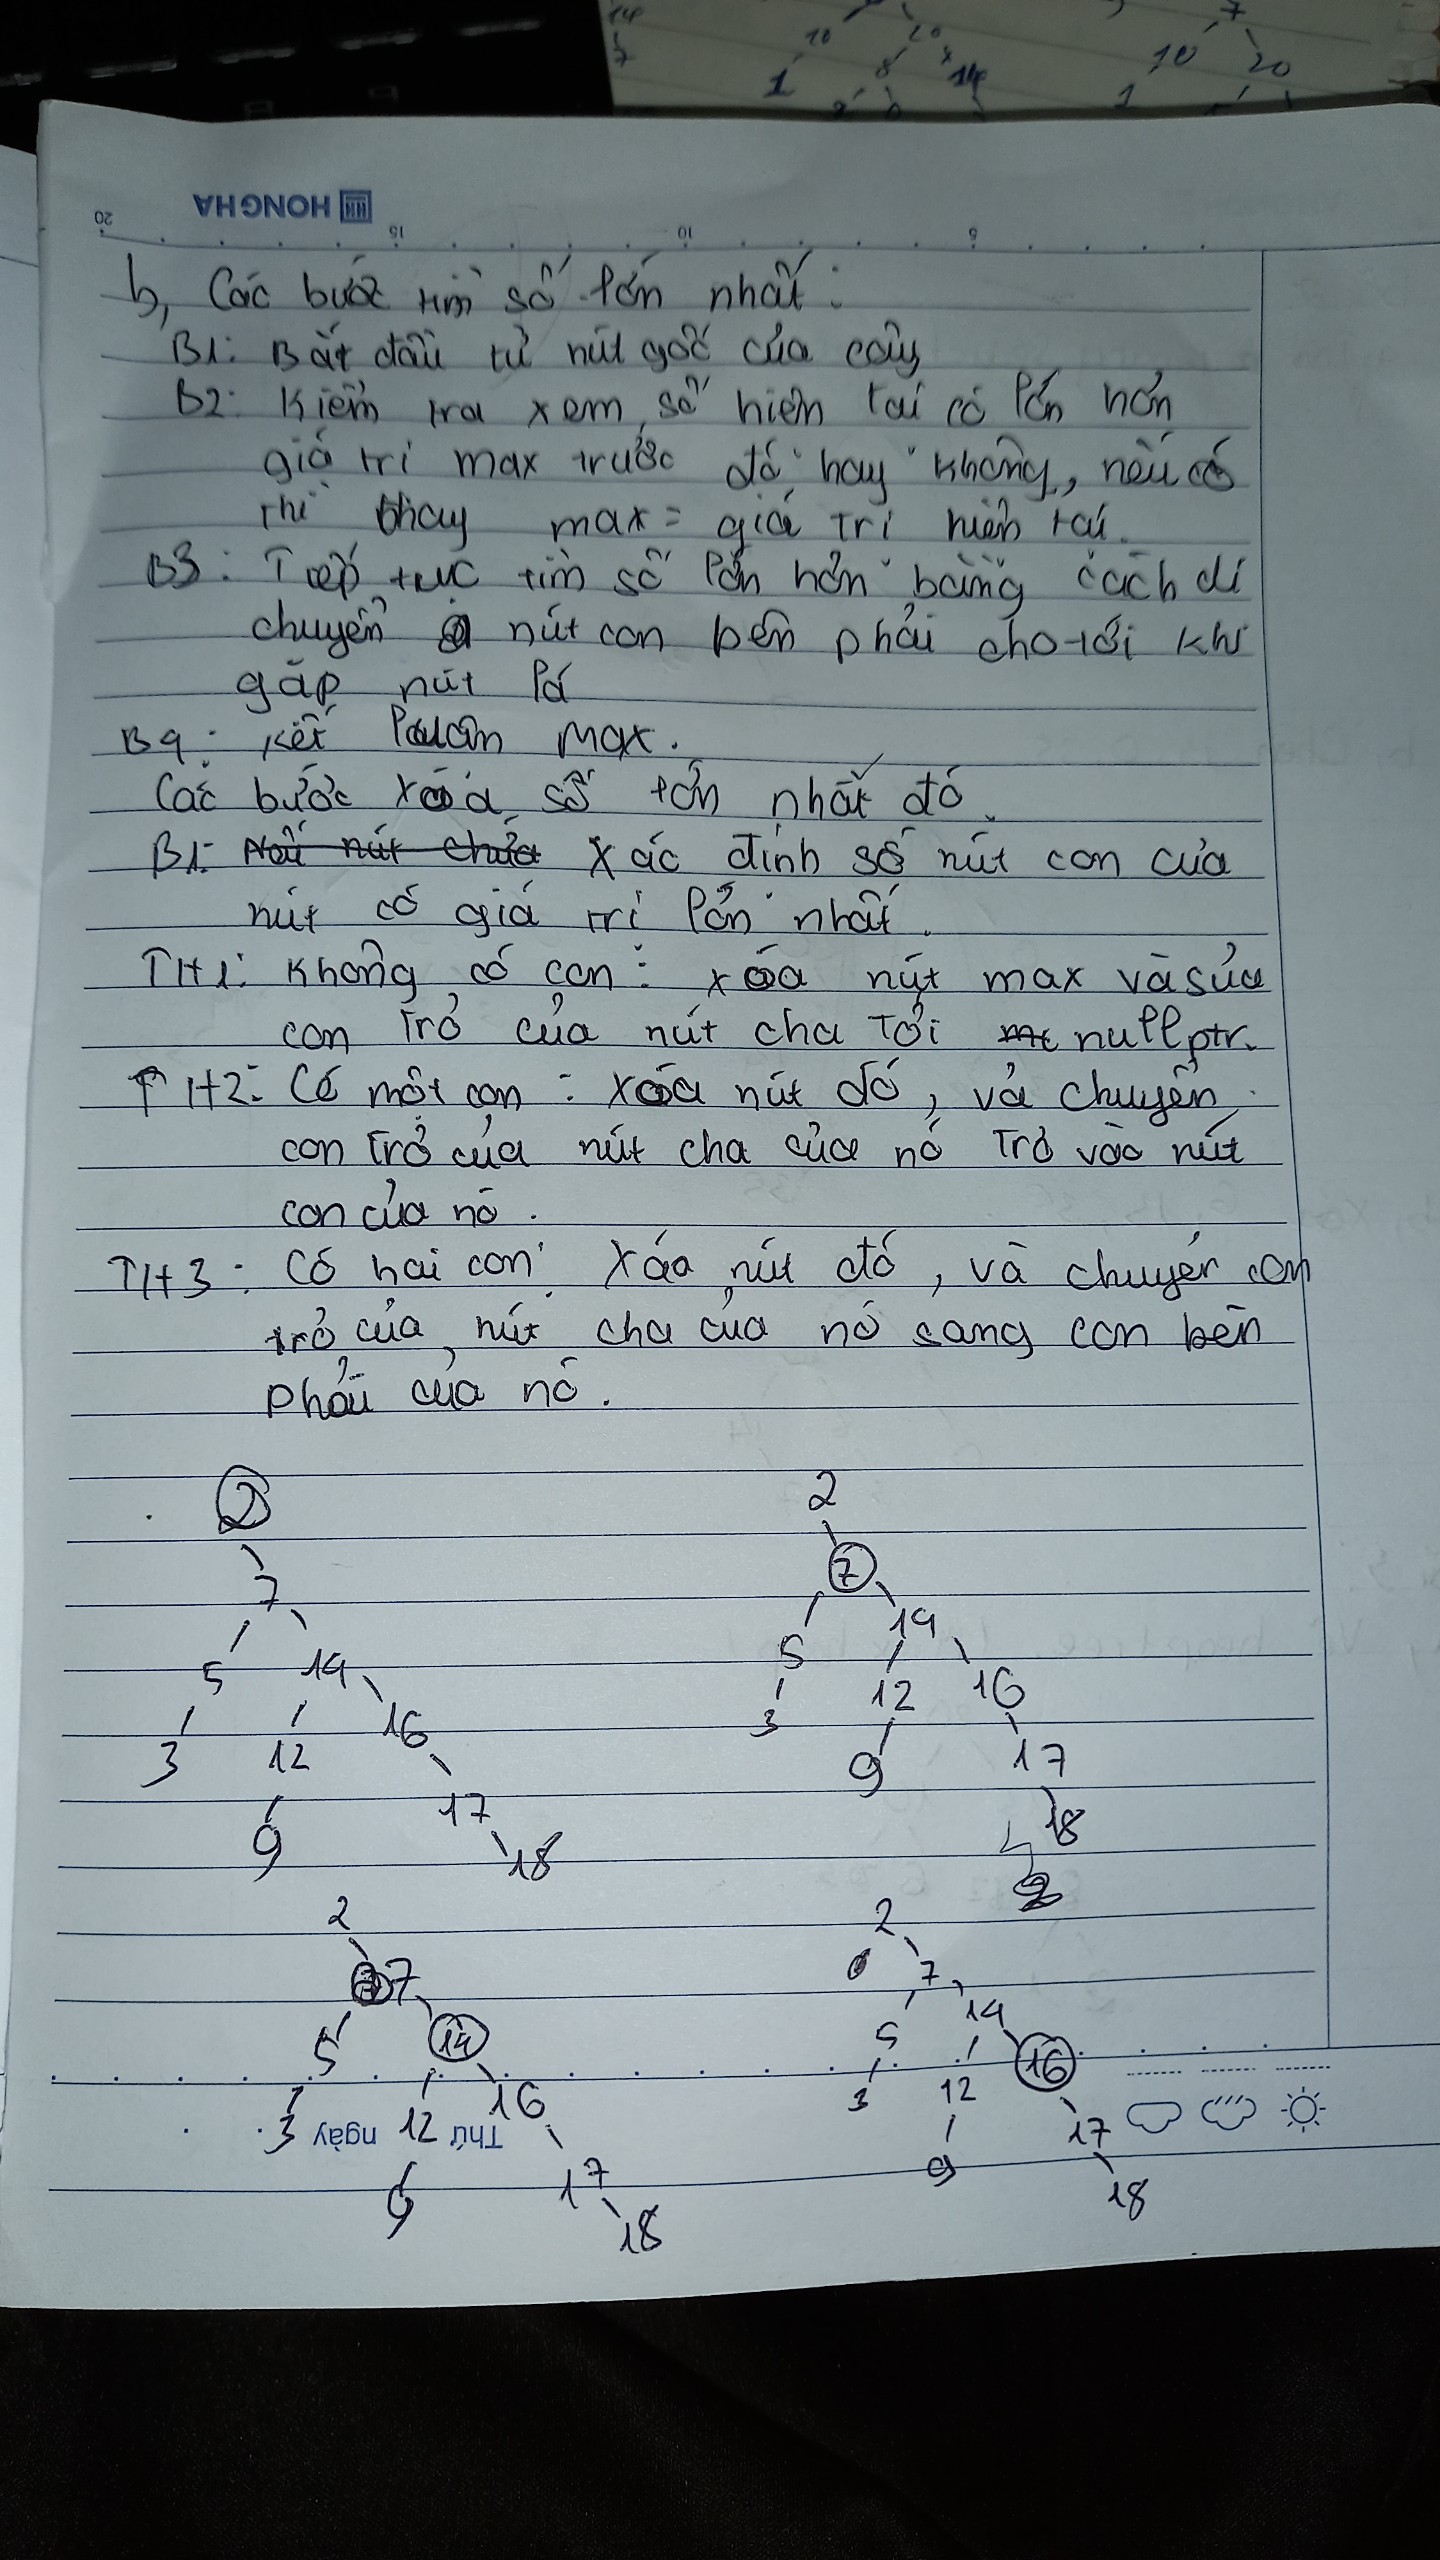 14 10 20 7
7 1 8 14 10 20
1
HONGHA
20 15 10 5
b, Các bước tìm số lớn nhất :
B1: Bắt đầu từ nút gốc của cây
B2: Kiểm tra xem số hiện tại có lớn hơn
giá trị max trước đó hay không, nếu có
thì thay max = giá trị hiện tại.
B3: Tiếp tục tìm số lớn hơn bằng cách di
chuyển nút con bên phải cho tới khi
gặp nút lá
B4: Kết luận max.
Các bước xóa số lớn nhất đó.
B1: Nếu nút chứa Xác định số nút con của
nút có giá trị lớn nhất.
TH1: Không có con : xóa nút max và sửa
con trỏ của nút cha tới nullptr.
TH2: Có một con : xóa nút đó, và chuyển
con trỏ của nút cha của nó trỏ vào nút
con của nó.
TH3: Có hai con: Xóa nút đó, và chuyển con
trỏ của nút cha của nó sang con bên
phải của nó.
2
7
5 14
3 12 16
9 17
18
2
7
5 14
3 12 16
9 17
18
2
7
5 14
3 12 16
9 17
18
2
7
5 14
3 12 16
9 17
18
Thứ ngày